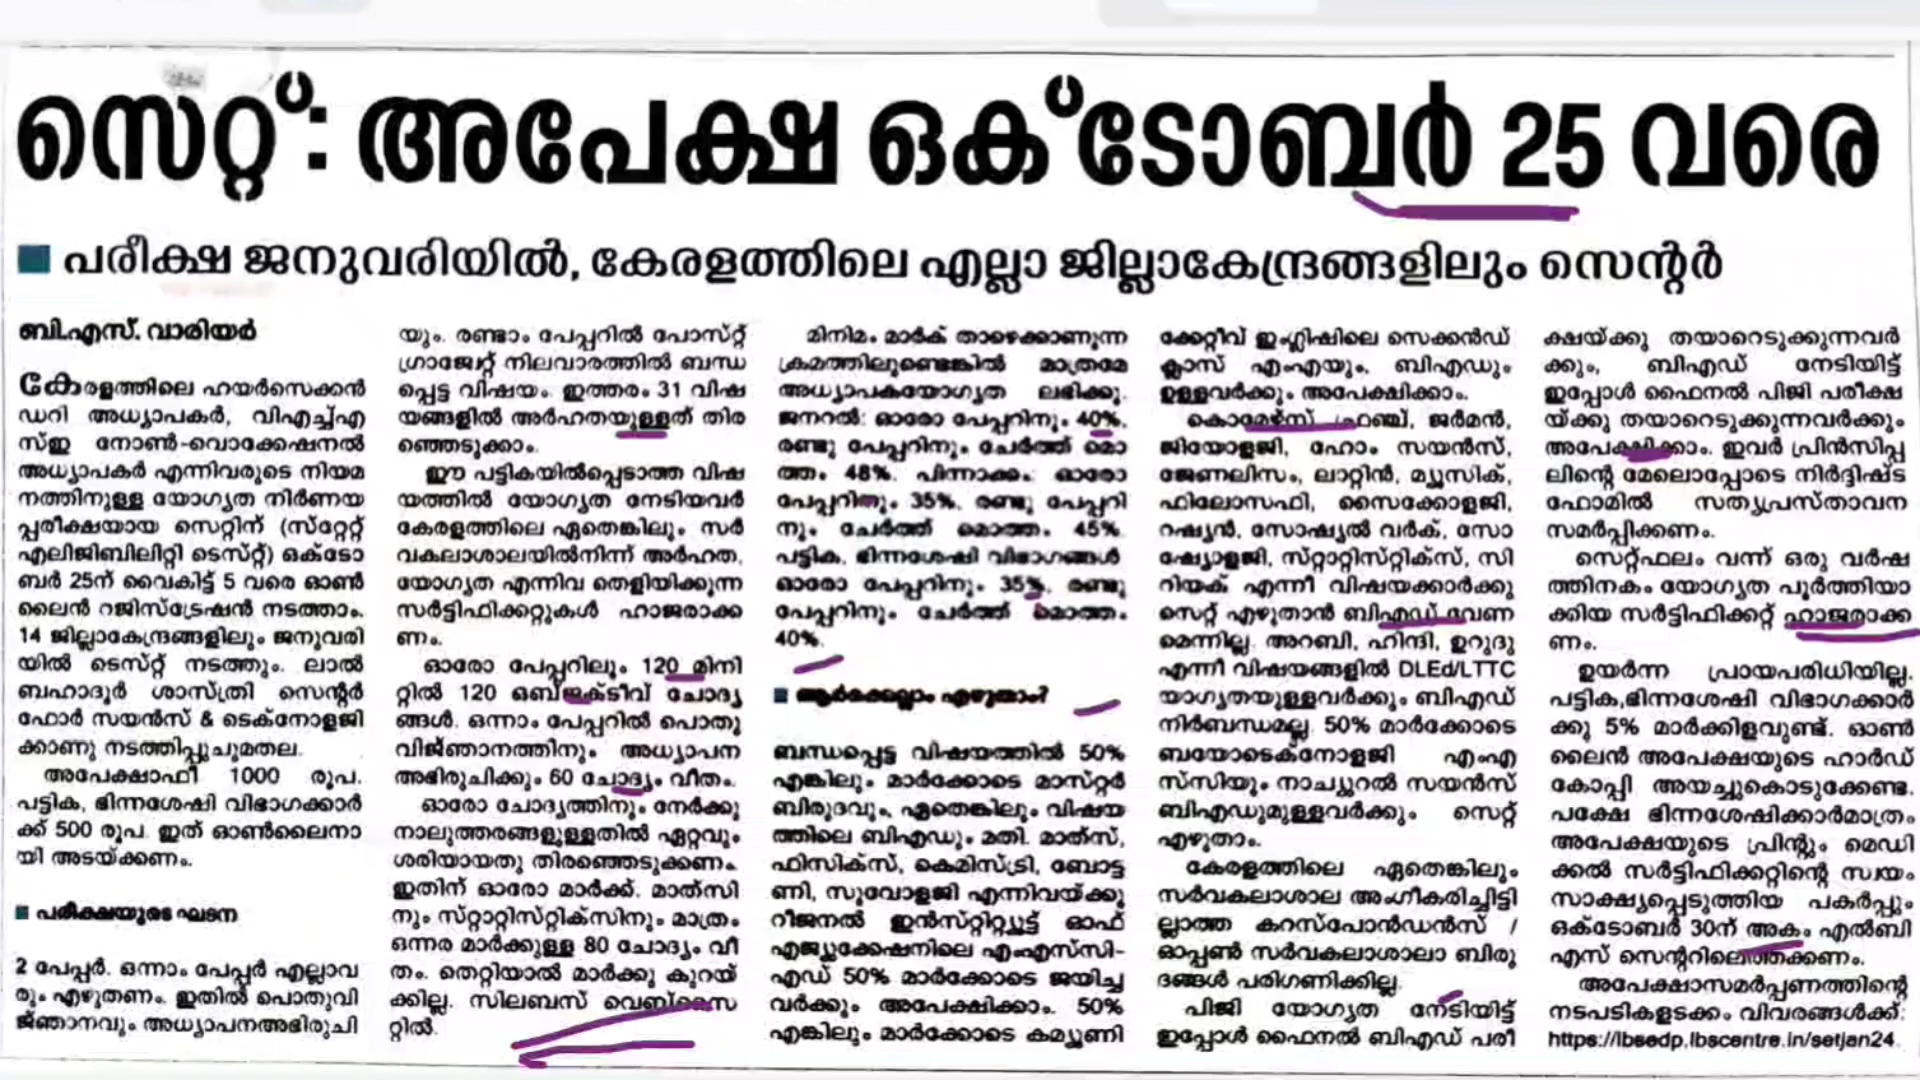 സെറ്റ്: അപേക്ഷ ഒക്ടോബർ 25 വരെ
പരീക്ഷ ജനുവരിയിൽ, കേരളത്തിലെ എല്ലാ ജില്ലാകേന്ദ്രങ്ങളിലും സെന്റർ
ബി.എസ്. വാരിയർ
കേരളത്തിലെ ഹയർസെക്കൻ
ഡറി അധ്യാപകർ, വിഎച്ച്എ
സ്ഇ നോൺ-വൊക്കേഷനൽ
അധ്യാപകർ എന്നിവരുടെ നിയമ
നത്തിനുള്ള യോഗ്യത നിർണയ
പ്പരീക്ഷയായ സെറ്റിന് (സ്റ്റേറ്റ്
എലിജിബിലിറ്റി ടെസ്റ്റ്) ഒക്ടോ
ബർ 25ന് വൈകിട്ട് 5 വരെ ഓൺ
ലൈൻ റജിസ്ട്രേഷൻ നടത്താം.
14 ജില്ലാകേന്ദ്രങ്ങളിലും ജനുവരി
യിൽ ടെസ്റ്റ് നടത്തും. ലാൽ
ബഹാദൂർ ശാസ്ത്രി സെന്റർ
ഫോർ സയൻസ് & ടെക്നോളജി
ക്കാണു നടത്തിപ്പുചുമതല.
അപേക്ഷാഫീ 1000 രൂപ.
പട്ടിക, ഭിന്നശേഷി വിഭാഗക്കാർ
ക്ക് 500 രൂപ. ഇത് ഓൺലൈനാ
യി അടയ്ക്കണം.
പരീക്ഷയുടെ ഘടന
2 പേപ്പർ. ഒന്നാം പേപ്പർ എല്ലാവ
രും എഴുതണം. ഇതിൽ പൊതുവി
ജ്ഞാനവും അധ്യാപനഅഭിരുചി
യും. രണ്ടാം പേപ്പറിൽ പോസ്റ്റ്
ഗ്രാജ്വേറ്റ് നിലവാരത്തിൽ ബന്ധ
പ്പെട്ട വിഷയം. ഇത്തരം 31 വിഷ
യങ്ങളിൽ അർഹതയുള്ളത് തിര
ഞ്ഞെടുക്കാം.
ഈ പട്ടികയിൽപ്പെടാത്ത വിഷ
യത്തിൽ യോഗ്യത നേടിയവർ
കേരളത്തിലെ ഏതെങ്കിലും സർ
വകലാശാലയിൽനിന്ന് അർഹത,
യോഗ്യത എന്നിവ തെളിയിക്കുന്ന
സർട്ടിഫിക്കറ്റുകൾ ഹാജരാക്ക
ണം.
ഓരോ പേപ്പറിലും 120 മിനി
റ്റിൽ 120 ഒബ്ജക്ടീവ് ചോദ്യ
ങ്ങൾ. ഒന്നാം പേപ്പറിൽ പൊതു
വിജ്ഞാനത്തിനും അധ്യാപന
അഭിരുചിക്കും 60 ചോദ്യം വീതം.
ഓരോ ചോദ്യത്തിനും നേർക്കു
നാലുത്തരങ്ങളുള്ളതിൽ ഏറ്റവും
ശരിയായതു തിരഞ്ഞെടുക്കണം.
ഇതിന് ഓരോ മാർക്ക്. മാത്‌സി
നും സ്റ്റാറ്റിസ്റ്റിക്സിനും മാത്രം
ഒന്നര മാർക്കുള്ള 80 ചോദ്യം വീ
തം. തെറ്റിയാൽ മാർക്കു കുറയ്
ക്കില്ല. സിലബസ് വെബ്സൈ
റ്റിൽ.
മിനിമം മാർക് താഴെക്കാണുന്ന
ക്രമത്തിലുണ്ടെങ്കിൽ മാത്രമേ
അധ്യാപകയോഗ്യത ലഭിക്കൂ.
ജനറൽ: ഓരോ പേപ്പറിനും 40%,
രണ്ടു പേപ്പറിനും ചേർത്ത് മൊ
ത്തം 48%. പിന്നാക്കം: ഓരോ
പേപ്പറിനും 35%, രണ്ടു പേപ്പറി
നും ചേർത്ത് മൊത്തം 45%.
പട്ടിക, ഭിന്നശേഷി വിഭാഗങ്ങൾ
ഓരോ പേപ്പറിനും 35%, രണ്ടു
പേപ്പറിനും ചേർത്ത് മൊത്തം
40%.
ആർക്കെല്ലാം എഴുതാം?
ബന്ധപ്പെട്ട വിഷയത്തിൽ 50%
എങ്കിലും മാർക്കോടെ മാസ്റ്റർ
ബിരുദവും, ഏതെങ്കിലും വിഷയ
ത്തിലെ ബിഎഡും മതി. മാത്‌സ്,
ഫിസിക്സ്, കെമിസ്ട്രി, ബോട്ട
ണി, സുവോളജി എന്നിവയ്ക്കു
റീജനൽ ഇൻസ്റ്റിറ്റ്യൂട്ട് ഓഫ്
എജ്യുക്കേഷനിലെ എംഎസ്‌സി-
എഡ് 50% മാർക്കോടെ ജയിച്ച
വർക്കും അപേക്ഷിക്കാം. 50%
എങ്കിലും മാർക്കോടെ കമ്യൂണി
ക്കേറ്റീവ് ഇംഗ്ലിഷിലെ സെക്കൻഡ്
ക്ലാസ് എംഎയും, ബിഎഡും
ഉള്ളവർക്കും അപേക്ഷിക്കാം.
കൊമേഴ്സ് ഫ്രഞ്ച്, ജർമൻ,
ജിയോളജി, ഹോം സയൻസ്,
ജേണലിസം, ലാറ്റിൻ, മ്യൂസിക്,
ഫിലോസഫി, സൈക്കോളജി,
റഷ്യൻ, സോഷ്യൽ വർക്, സോ
ഷ്യോളജി, സ്റ്റാറ്റിസ്റ്റിക്സ്, സി
റിയക് എന്നീ വിഷയക്കാർക്കു
സെറ്റ് എഴുതാൻ ബിഎഡ് വേണ
മെന്നില്ല. അറബി, ഹിന്ദി, ഉറുദു
എന്നീ വിഷയങ്ങളിൽ DLEd/LTTC
യാഗ്യതയുള്ളവർക്കും ബിഎഡ്
നിർബന്ധമല്ല. 50% മാർക്കോടെ
ബയോടെക്നോളജി എംഎ
സ്‌സിയും നാച്യുറൽ സയൻസ്
ബിഎഡുമുള്ളവർക്കും സെറ്റ്
എഴുതാം.
കേരളത്തിലെ ഏതെങ്കിലും
സർവകലാശാല അംഗീകരിച്ചിട്ടി
ല്ലാത്ത കറസ്പോൻഡൻസ് /
ഓപ്പൺ സർവകലാശാലാ ബിരു
ദങ്ങൾ പരിഗണിക്കില്ല.
പിജി യോഗ്യത നേടിയിട്ട്
ഇപ്പോൾ ഫൈനൽ ബിഎഡ് പരീ
ക്ഷയ്ക്കു തയാറെടുക്കുന്നവർ
ക്കും, ബിഎഡ് നേടിയിട്ട്
ഇപ്പോൾ ഫൈനൽ പിജി പരീക്ഷ
യ്ക്കു തയാറെടുക്കുന്നവർക്കും
അപേക്ഷിക്കാം. ഇവർ പ്രിൻസിപ്പ
ലിന്റെ മേലൊപ്പോടെ നിർദ്ദിഷ്ട
ഫോമിൽ സത്യപ്രസ്താവന
സമർപ്പിക്കണം.
സെറ്റ്ഫലം വന്ന് ഒരു വർഷ
ത്തിനകം യോഗ്യത പൂർത്തിയാ
ക്കിയ സർട്ടിഫിക്കറ്റ് ഹാജരാക്ക
ണം.
ഉയർന്ന പ്രായപരിധിയില്ല.
പട്ടിക,ഭിന്നശേഷി വിഭാഗക്കാർ
ക്കു 5% മാർക്കിളവുണ്ട്. ഓൺ
ലൈൻ അപേക്ഷയുടെ ഹാർഡ്
കോപ്പി അയച്ചുകൊടുക്കേണ്ട.
പക്ഷേ ഭിന്നശേഷിക്കാർമാത്രം
അപേക്ഷയുടെ പ്രിന്റും മെഡി
ക്കൽ സർട്ടിഫിക്കറ്റിന്റെ സ്വയം
സാക്ഷ്യപ്പെടുത്തിയ പകർപ്പും
ഒക്ടോബർ 30ന് അകം എൽബി
എസ് സെന്ററിലെത്തിക്കണം.
അപേക്ഷാസമർപ്പണത്തിന്റെ
നടപടികളടക്കം വിവരങ്ങൾക്ക്:
https://lbsedp.lbscentre.in/setjan24.